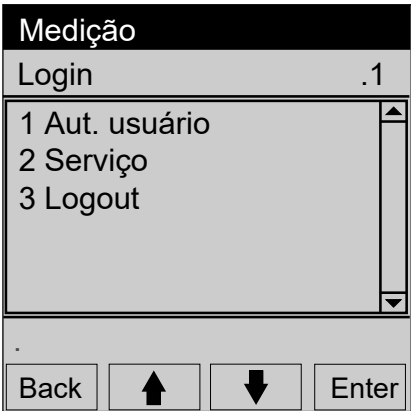 Medição
Login .1
1 Aut. usuário
2 Serviço
3 Logout
.
Back Enter